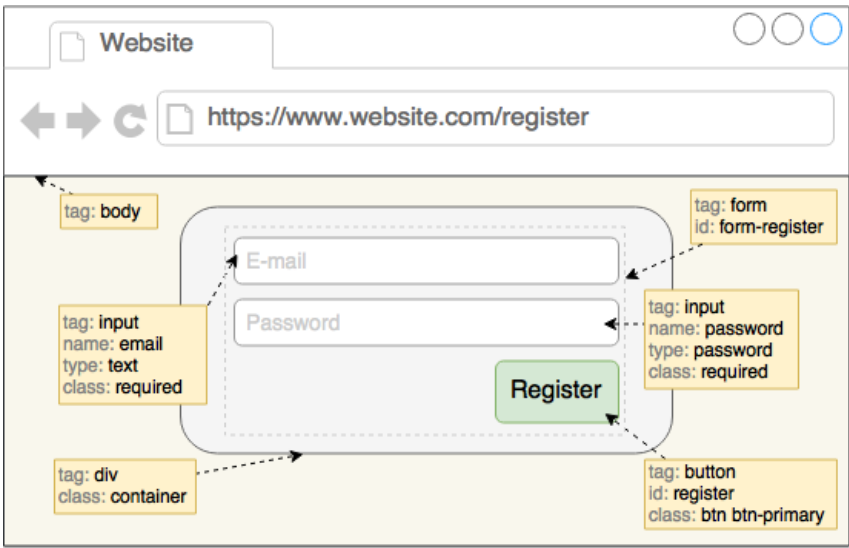 Website
https://www.website.com/register
tag: body
tag: form
id: form-register
E-mail
tag: input
name: email
type: text
class: required
Password
tag: input
name: password
type: password
class: required
Register
tag: div
class: container
tag: button
id: register
class: btn btn-primary